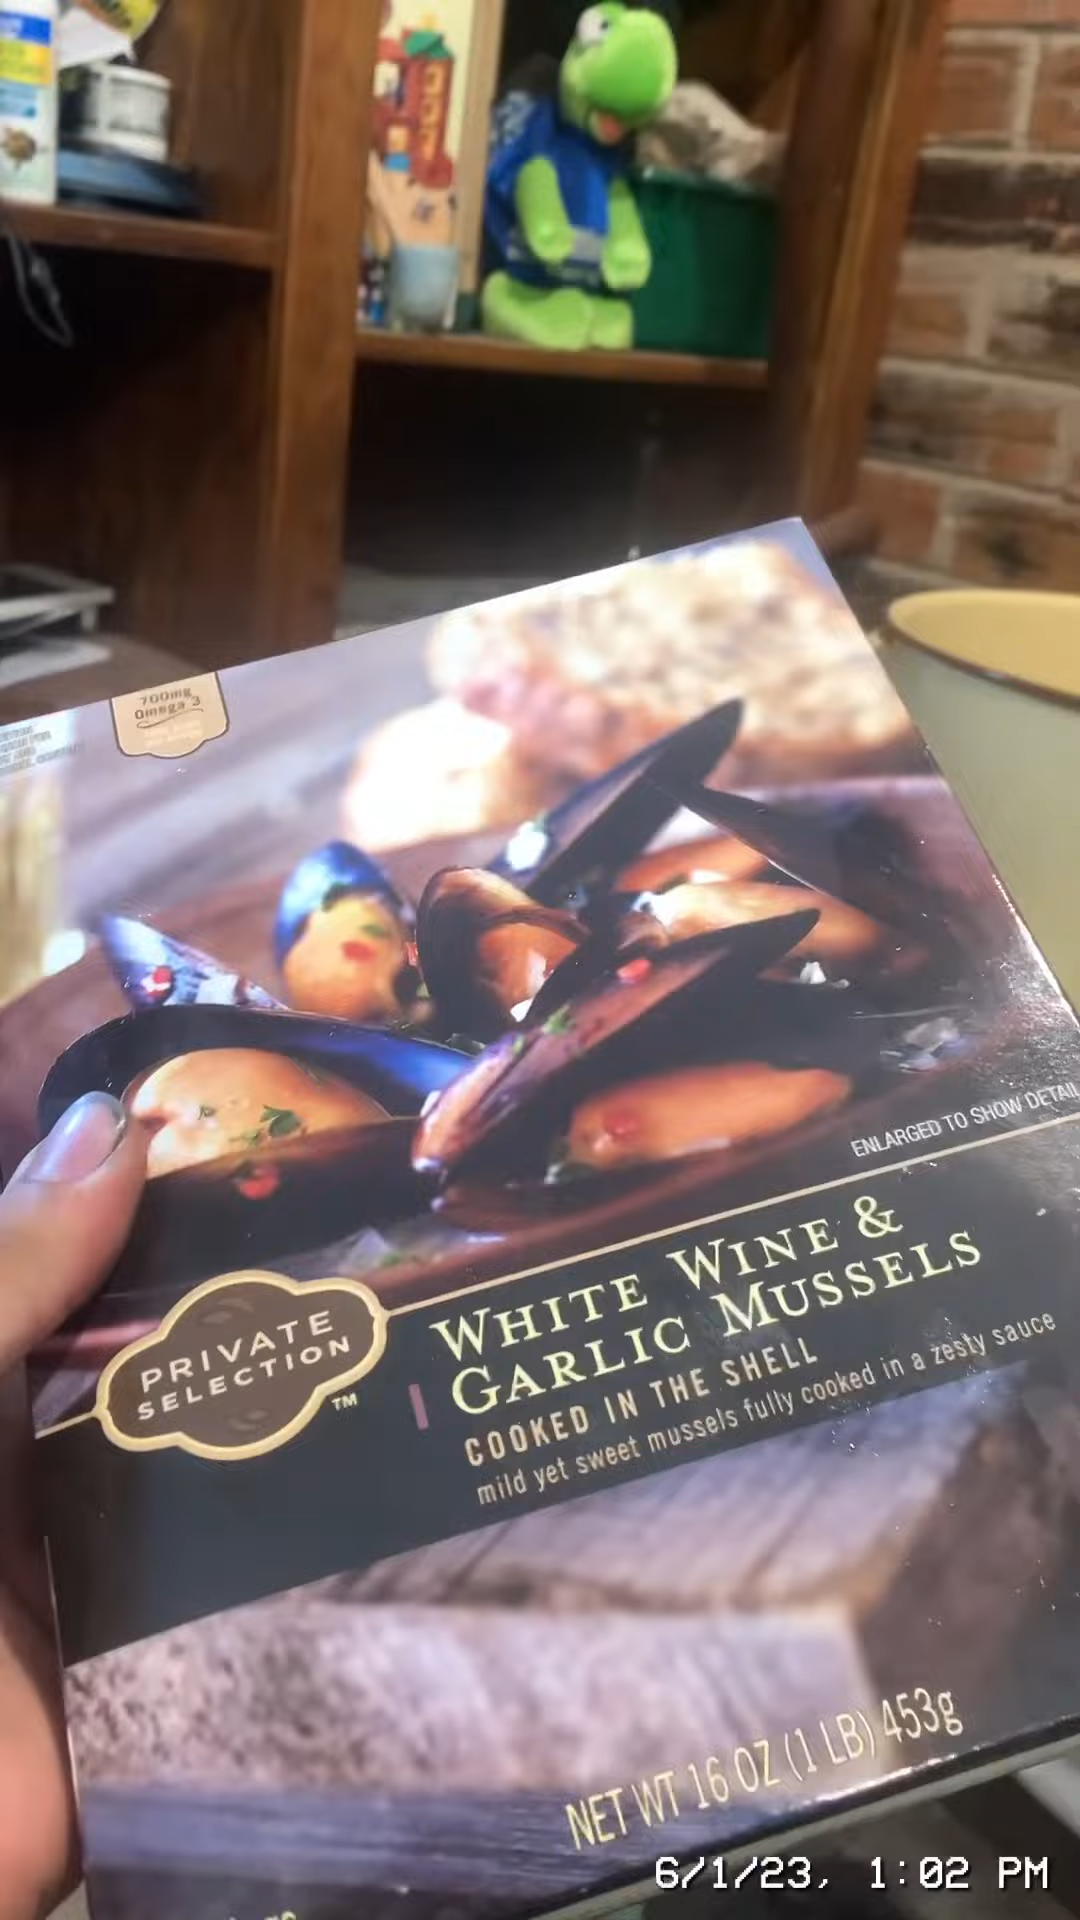 700mg
Omega 3
ENLARGED TO SHOW DETAIL
WHITE WINE &
GARLIC MUSSELS
PRIVATE
SELECTION
TM
COOKED IN THE SHELL
mild yet sweet mussels fully cooked in a zesty sauce
NET WT 16 OZ (1 LB) 453g
6/1/23, 1:02 PM